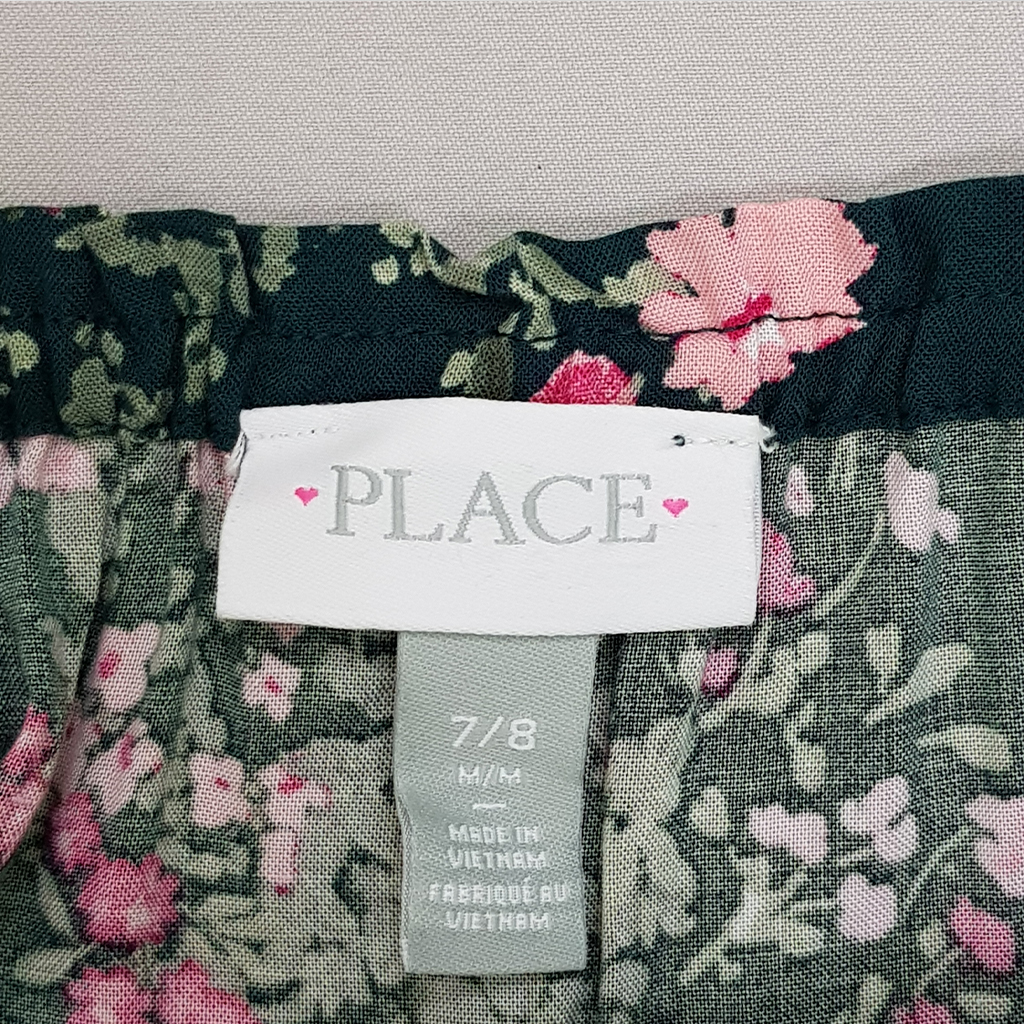 PLACE
7/8
M/M
—
MADE IN
VIETNAM
FABRIQUÉ AU
VIETNAM